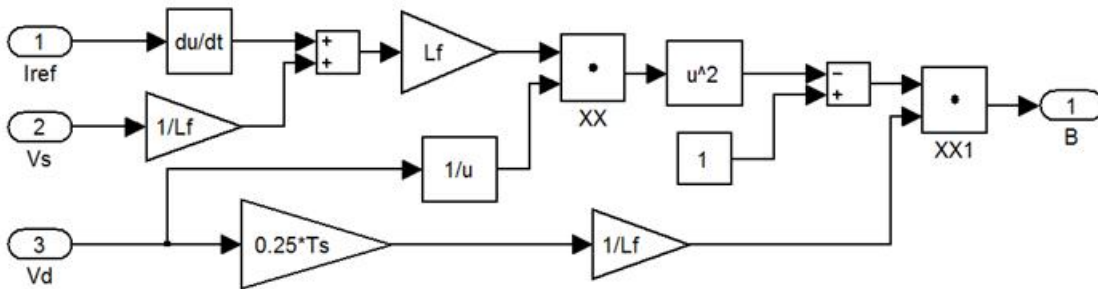 1
Iref
du/dt
+
+
Lf
•
XX
u^2
−
+
•
XX1
1
B
2
Vs
1/Lf
1/u
1
3
Vd
0.25*Ts
1/Lf